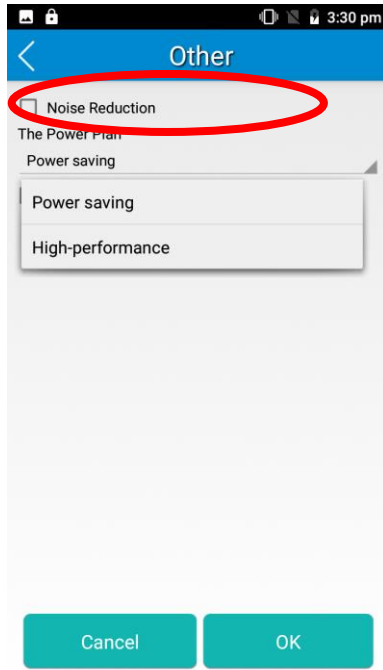 3:30 pm
Other
Noise Reduction
The Power Plan
Power saving
Power saving
High-performance
Cancel
OK